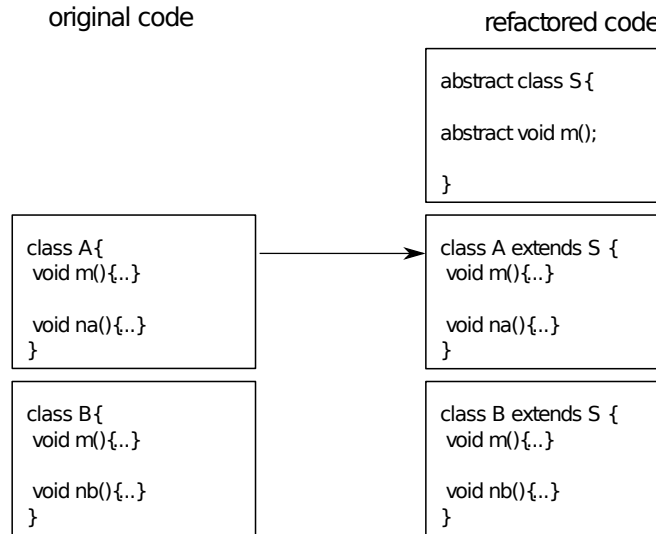 original code
refactored code
abstract class S{
abstract void m();
}
class A{
void m(){...}
void na(){...}
}
class A extends S {
void m(){...}
void na(){...}
}
class B{
void m(){...}
void nb(){...}
}
class B extends S {
void m(){...}
void nb(){...}
}